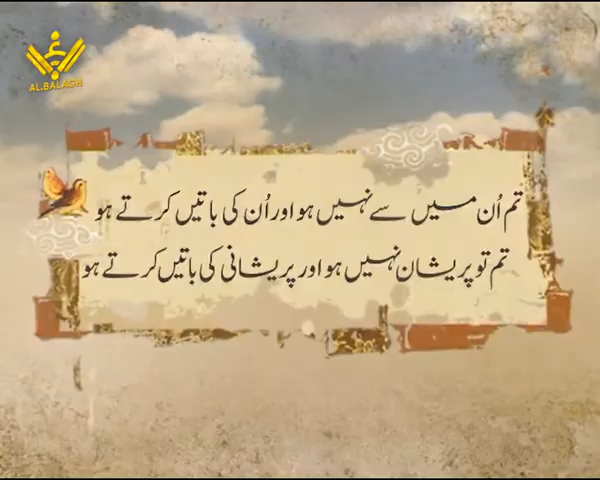 AL.BALAGH
تم اُن میں سے نہیں ہو اور اُن کی باتیں کرتے ہو
تم تو پریشان نہیں ہو اور پریشانی کی باتیں کرتے ہو